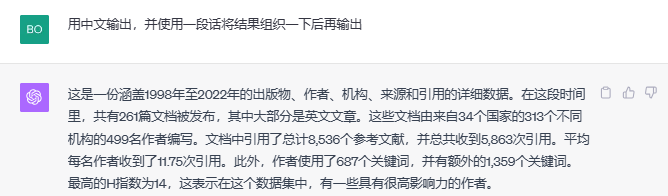 BO
用中文输出，并使用一段话将结果组织一下后再输出
这是一份涵盖1998年至2022年的出版物、作者、机构、来源和引用的详细数据。在这段时间
里，共有261篇文档被发布，其中大部分是英文文章。这些文档由来自34个国家的313个不同
机构的499名作者编写。文档中引用了总计8,536个参考文献，并总共收到5,863次引用。平均
每名作者收到了11.75次引用。此外，作者使用了687个关键词，并有额外的1,359个关键词。
最高的H指数为14，这表示在这个数据集中，有一些具有很高影响力的作者。